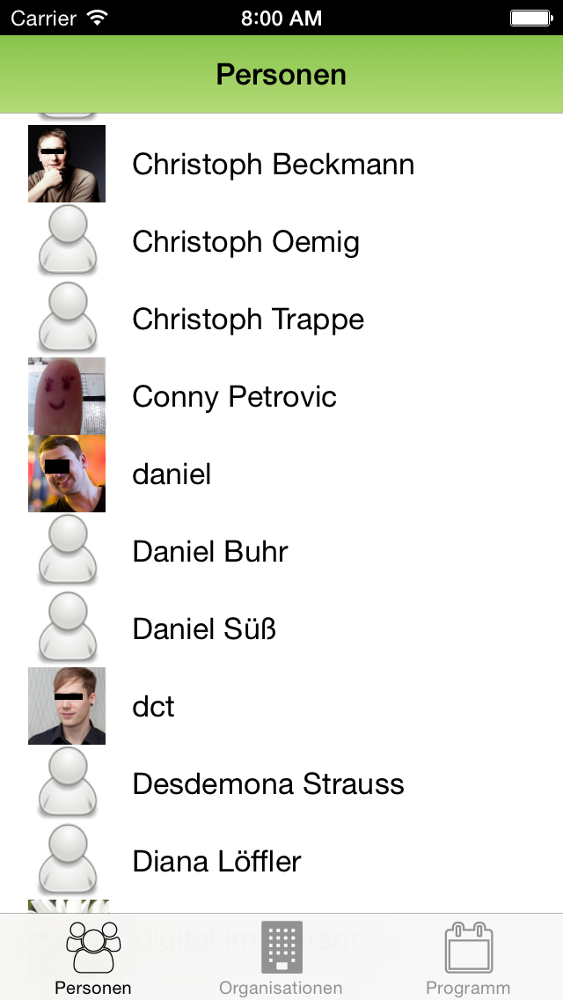 Carrier 8:00 AM
Personen
Christoph Beckmann
Christoph Oemig
Christoph Trappe
Conny Petrovic
daniel
Daniel Buhr
Daniel Süß
dct
Desdemona Strauss
Diana Löffler
digital
Personen Organisationen Programm